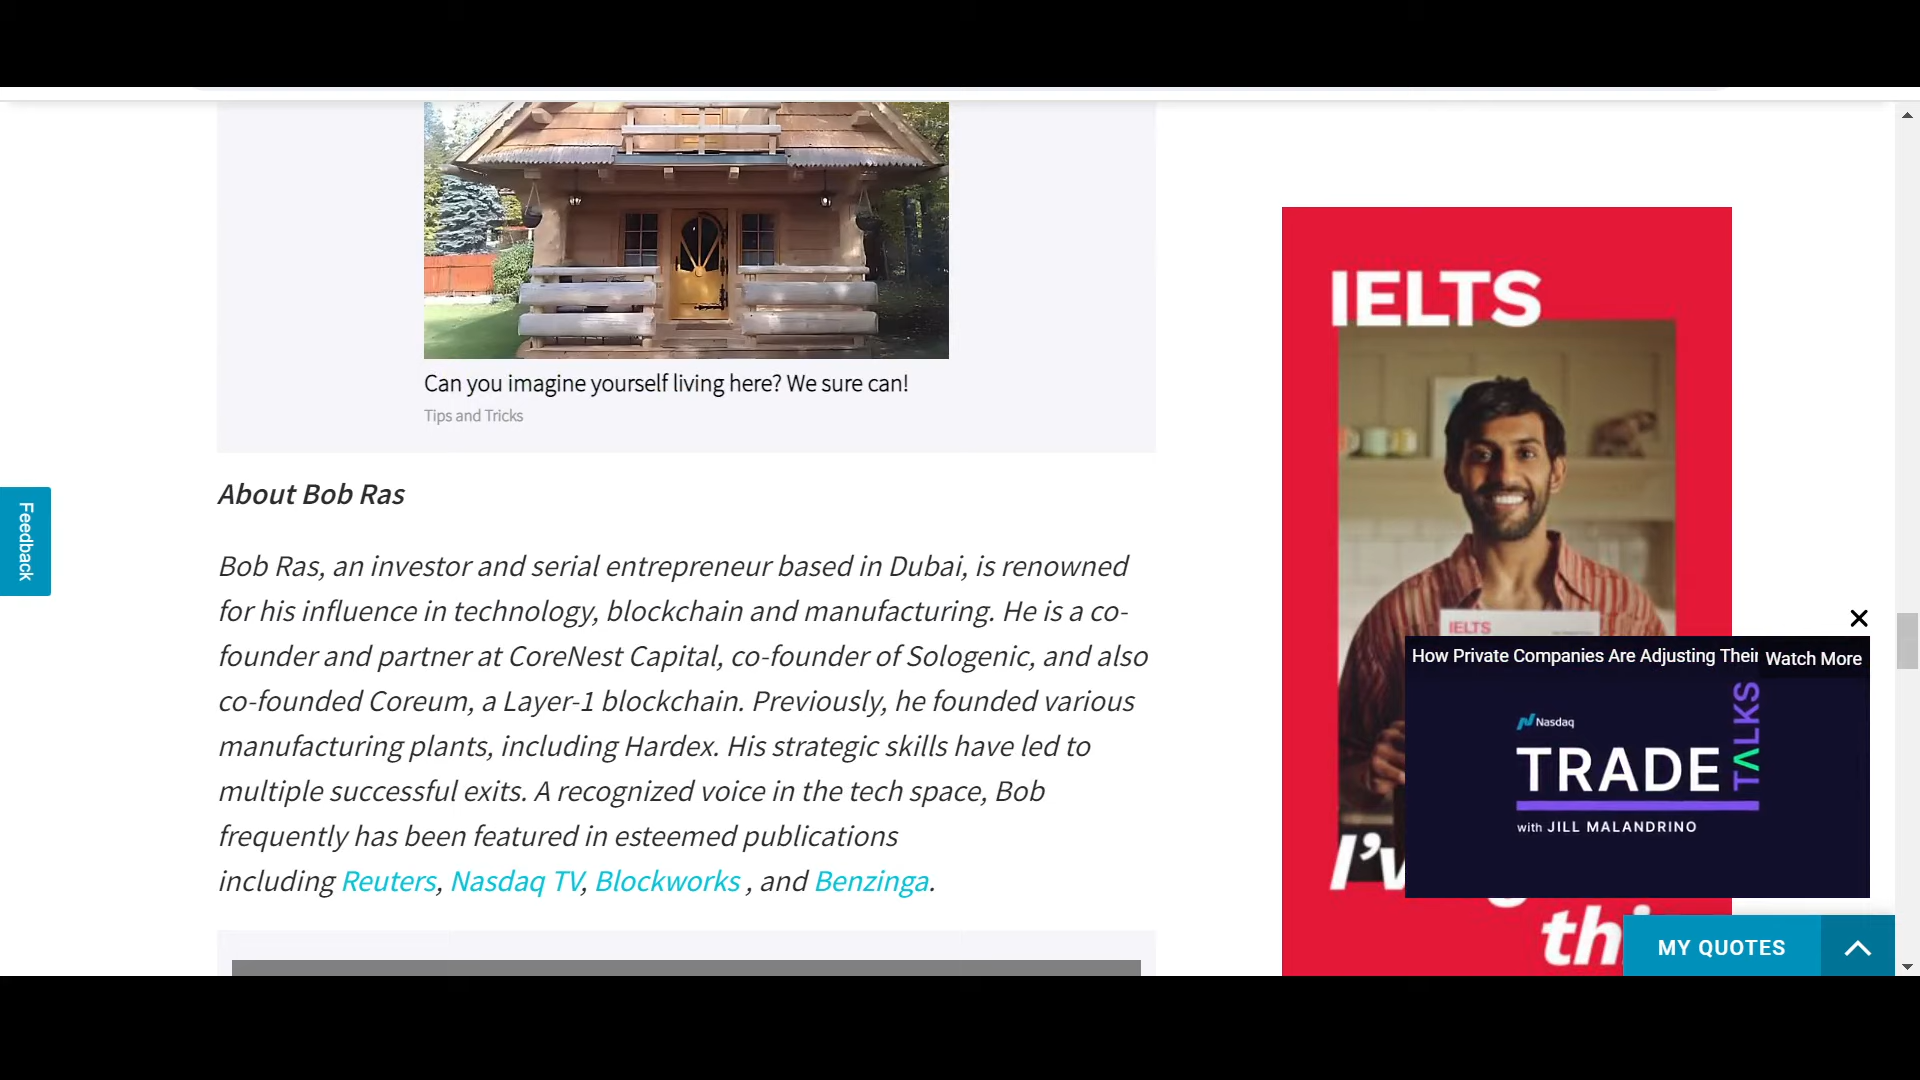 Can you imagine yourself living here? We sure can!
Tips and Tricks
About Bob Ras
Bob Ras, an investor and serial entrepreneur based in Dubai, is renowned
for his influence in technology, blockchain and manufacturing. He is a co-
founder and partner at CoreNest Capital, co-founder of Sologenic, and also
co-founded Coreum, a Layer-1 blockchain. Previously, he founded various
manufacturing plants, including Hardex. His strategic skills have led to
multiple successful exits. A recognized voice in the tech space, Bob
frequently has been featured in esteemed publications
including Reuters, Nasdaq TV, Blockworks , and Benzinga.
Feedback
IELTS
IELTS
How Private Companies Are Adjusting Their
Watch More
Nasdaq
TRADE
TALKS
with JILL MALANDRINO
MY QUOTES